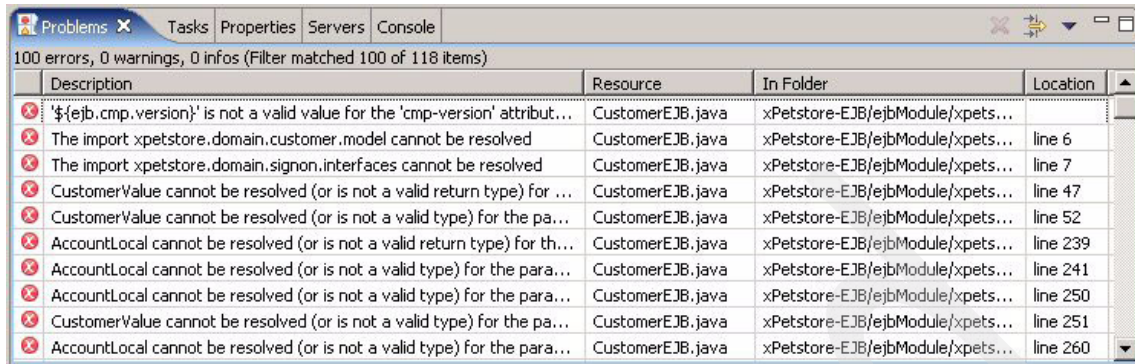 Problems Tasks Properties Servers Console
100 errors, 0 warnings, 0 infos (Filter matched 100 of 118 items)
Description Resource In Folder Location
'${ejb.cmp.version}' is not a valid value for the 'cmp-version' attribut... CustomerEJB.java xPetstore-EJB/ejbModule/xpets...
The import xpetstore.domain.customer.model cannot be resolved CustomerEJB.java xPetstore-EJB/ejbModule/xpets... line 6
The import xpetstore.domain.signon.interfaces cannot be resolved CustomerEJB.java xPetstore-EJB/ejbModule/xpets... line 7
CustomerValue cannot be resolved (or is not a valid return type) for ... CustomerEJB.java xPetstore-EJB/ejbModule/xpets... line 47
CustomerValue cannot be resolved (or is not a valid type) for the pa... CustomerEJB.java xPetstore-EJB/ejbModule/xpets... line 52
AccountLocal cannot be resolved (or is not a valid return type) for th... CustomerEJB.java xPetstore-EJB/ejbModule/xpets... line 239
AccountLocal cannot be resolved (or is not a valid type) for the para... CustomerEJB.java xPetstore-EJB/ejbModule/xpets... line 241
AccountLocal cannot be resolved (or is not a valid type) for the para... CustomerEJB.java xPetstore-EJB/ejbModule/xpets... line 250
CustomerValue cannot be resolved (or is not a valid type) for the pa... CustomerEJB.java xPetstore-EJB/ejbModule/xpets... line 251
AccountLocal cannot be resolved (or is not a valid type) for the para... CustomerEJB.java xPetstore-EJB/ejbModule/xpets... line 260